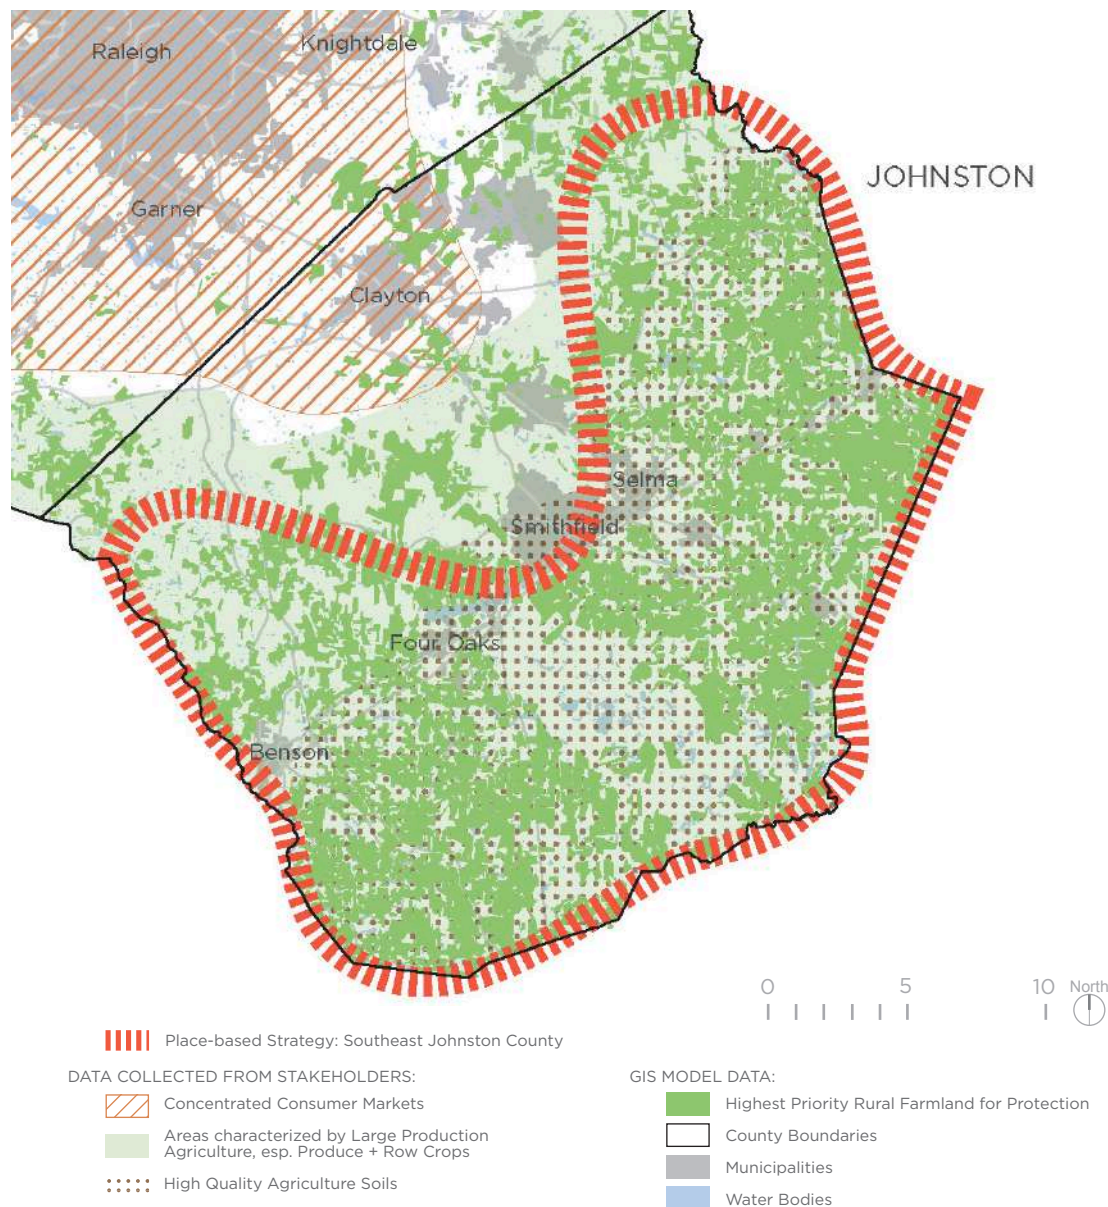 Raleigh
Knightdale
JOHNSTON
Garner
Clayton
Selma
Smithfield
Four Oaks
Benson
0 5 10 North
Place-based Strategy: Southeast Johnston County
DATA COLLECTED FROM STAKEHOLDERS:
Concentrated Consumer Markets
Areas characterized by Large Production
Agriculture, esp. Produce + Row Crops
High Quality Agriculture Soils
GIS MODEL DATA:
Highest Priority Rural Farmland for Protection
County Boundaries
Municipalities
Water Bodies